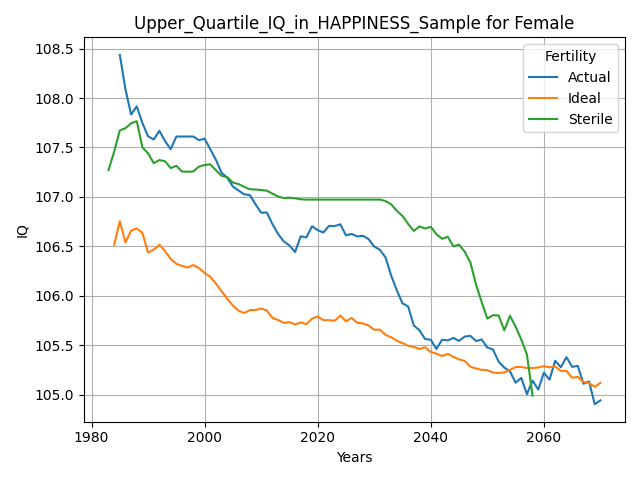 Upper_Quartile_IQ_in_HAPPINESS_Sample for Female
108.5
108.0
107.5
107.0
106.5
106.0
105.5
105.0
IQ
1980
2000
2020
2040
2060
Years
Fertility
Actual
Ideal
Sterile